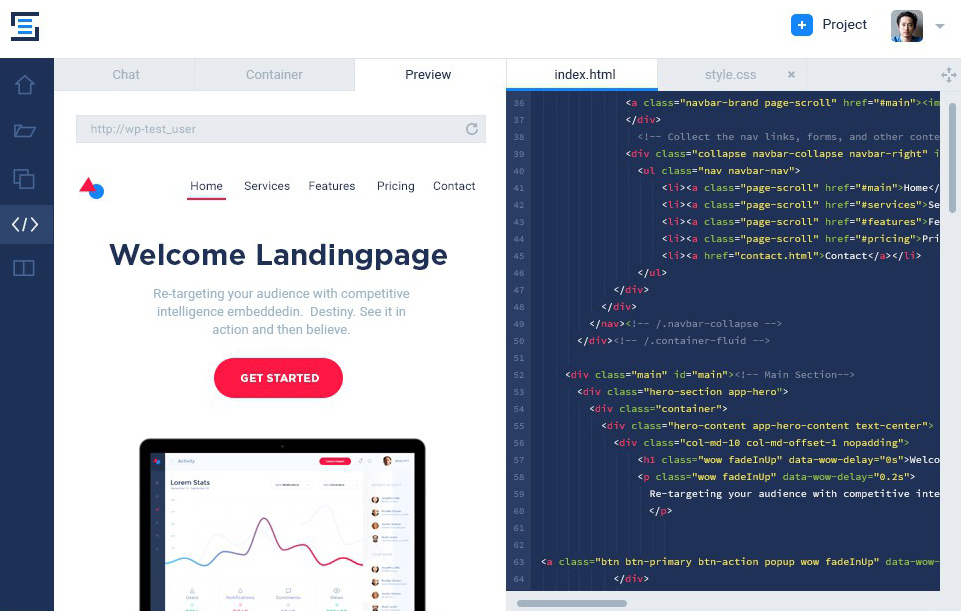 + Project
Chat Container Preview index.html style.css ×
http://wp-test_user
Home Services Features Pricing Contact
Welcome Landingpage
Re-targeting your audience with competitive
intelligence embeddedin. Destiny. See it in
action and then believe.
GET STARTED
Activity
Lorem Stats
Users Notifications Comments Views
36 <a class="navbar-brand page-scroll" href="#main"><im
37 </div>
38 <!-- Collect the nav links, forms, and other conte
39 <div class="collapse navbar-collapse navbar-right" i
40 <ul class="nav navbar-nav">
41 <li><a class="page-scroll" href="#main">Home</
42 <li><a class="page-scroll" href="#services">Se
43 <li><a class="page-scroll" href="#features">Fe
44 <li><a class="page-scroll" href="#pricing">Pri
45 <li><a href="contact.html">Contact</a></li>
46 </ul>
47 </div>
48 </div>
49 </nav><!-- /.navbar-collapse -->
50 </div><!-- /.container-fluid -->
51
52 <div class="main" id="main"><!-- Main Section-->
53 <div class="hero-section app-hero">
54 <div class="container">
55 <div class="hero-content app-hero-content text-center">
56 <div class="col-md-10 col-md-offset-1 nopadding">
57 <h1 class="wow fadeInUp" data-wow-delay="0s">Welco
58 <p class="wow fadeInUp" data-wow-delay="0.2s">
59 Re-targeting your audience with competitive inte
60 </p>
61
62
63 <a class="btn btn-primary btn-action popup wow fadeInUp" data-wow-
64 </div>